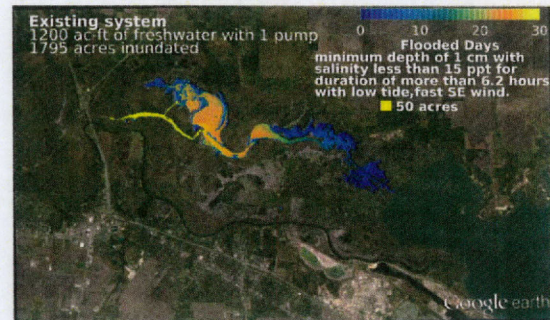 Existing system
1200 ac-ft of freshwater with 1 pump
1795 acres inundated
0 10 20 30
Flooded Days
minimum depth of 1 cm with
salinity less than 15 ppt for
duration of more than 6.2 hours
with low tide,fast SE wind.
50 acres
Google earth